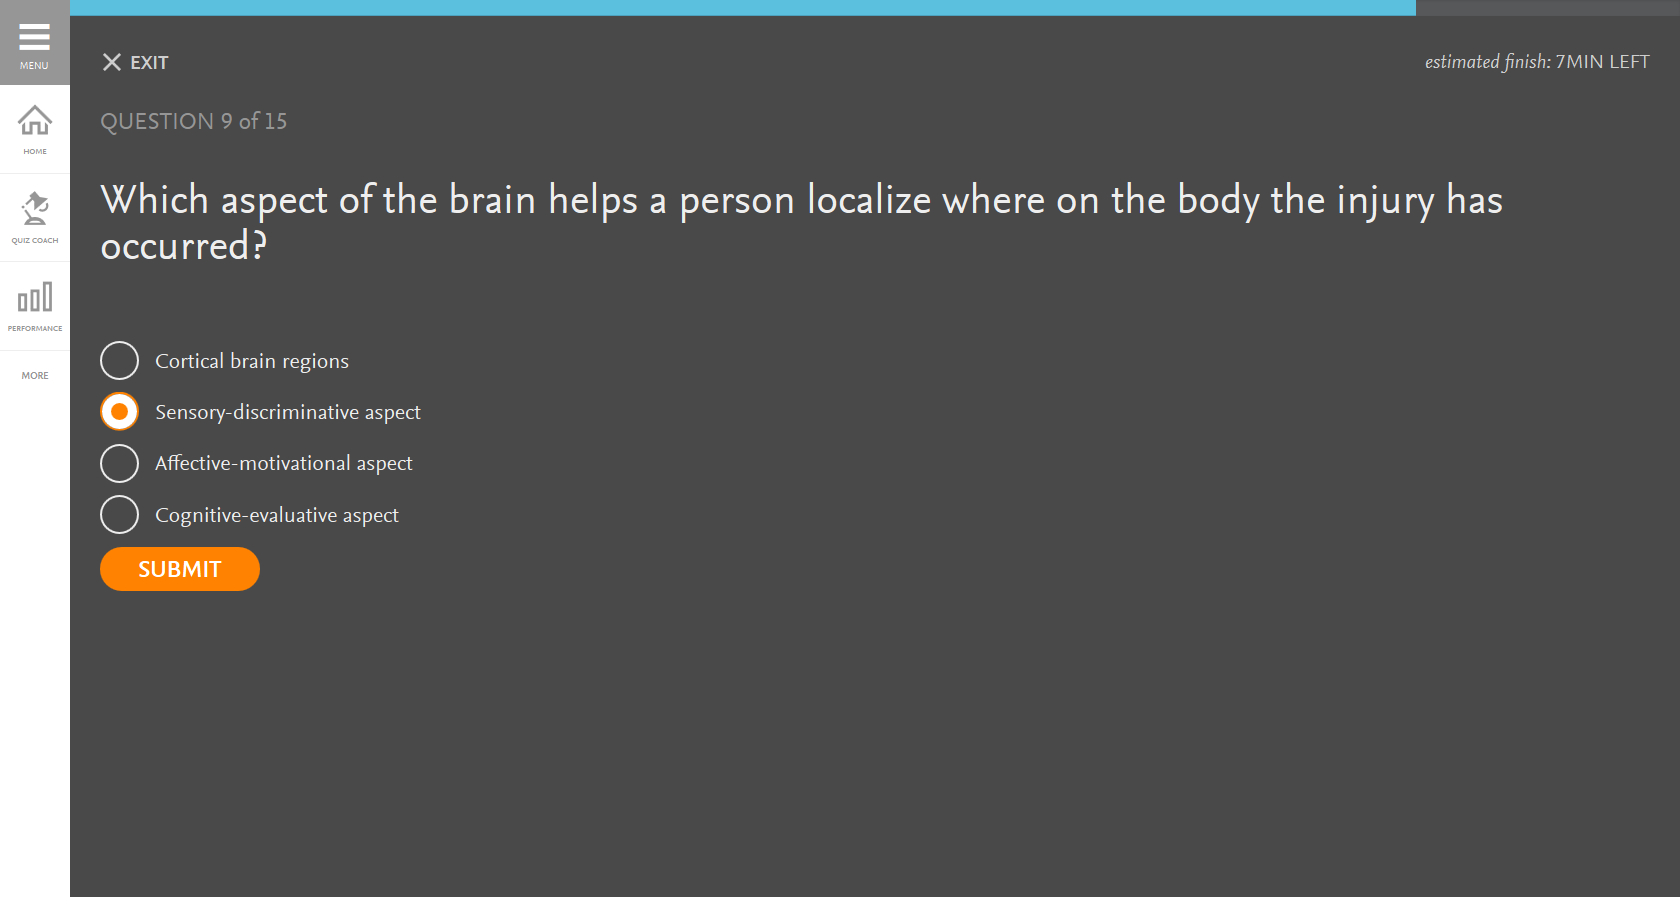 MENU
HOME
QUIZ COACH
PERFORMANCE
MORE
EXIT
estimated finish: 7MIN LEFT
QUESTION 9 of 15
Which aspect of the brain helps a person localize where on the body the injury has
occurred?
Cortical brain regions
Sensory-discriminative aspect
Affective-motivational aspect
Cognitive-evaluative aspect
SUBMIT